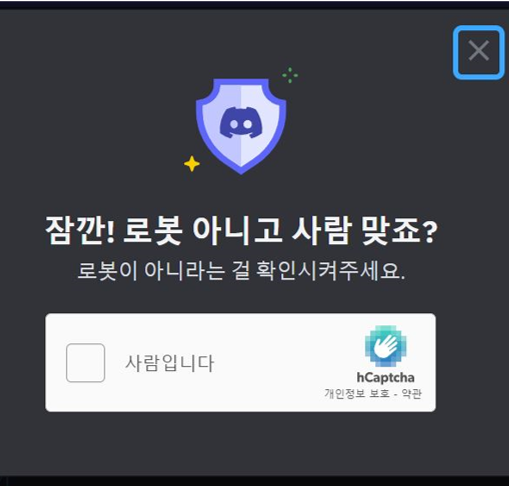 잠깐! 로봇 아니고 사람 맞죠?
로봇이 아니라는 걸 확인시켜주세요.
사람입니다
hCaptcha
개인정보 보호 - 약관